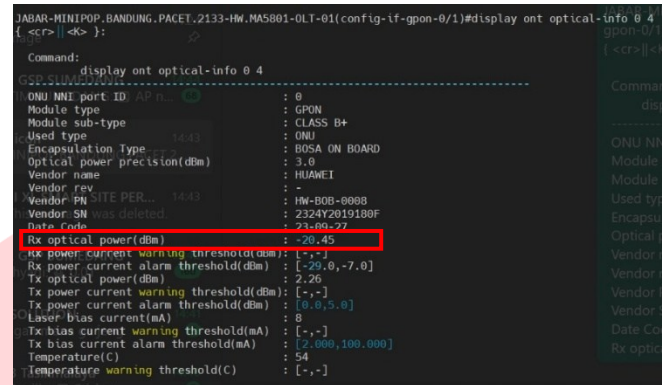 JABAR-MINIPOP.BANDUNG.PACET.2133-HW.MA5801-OLT-01(config-if-gpon-0/1)#display ont optical-info 0 4
{ <cr>||<K> }:
Command:
display ont optical-info 0 4
--------------------------------------------------------------------------------
ONU NNI port ID : 0
Module type : GPON
Module sub-type : CLASS B+
Used type : ONU
Encapsulation Type : BOSA ON BOARD
Optical power precision(dBm) : 3.0
Vendor name : HUAWEI
Vendor rev : -
Vendor PN : HW-BOB-0008
Vendor SN : 2324Y2019180F
Date Code : 23-09-27
Rx optical power(dBm) : -20.45
Rx power current warning threshold(dBm): [-,-]
Rx power current alarm threshold(dBm) : [-29.0,-7.0]
Tx optical power(dBm) : 2.26
Tx power current warning threshold(dBm): [-,-]
Tx power current alarm threshold(dBm) : [0.0,5.0]
Laser bias current(mA) : 8
Tx bias current warning threshold(mA) : [-,-]
Tx bias current alarm threshold(mA) : [2.000,100.000]
Temperature(C) : 54
Temperature warning threshold(C) : [-,-]